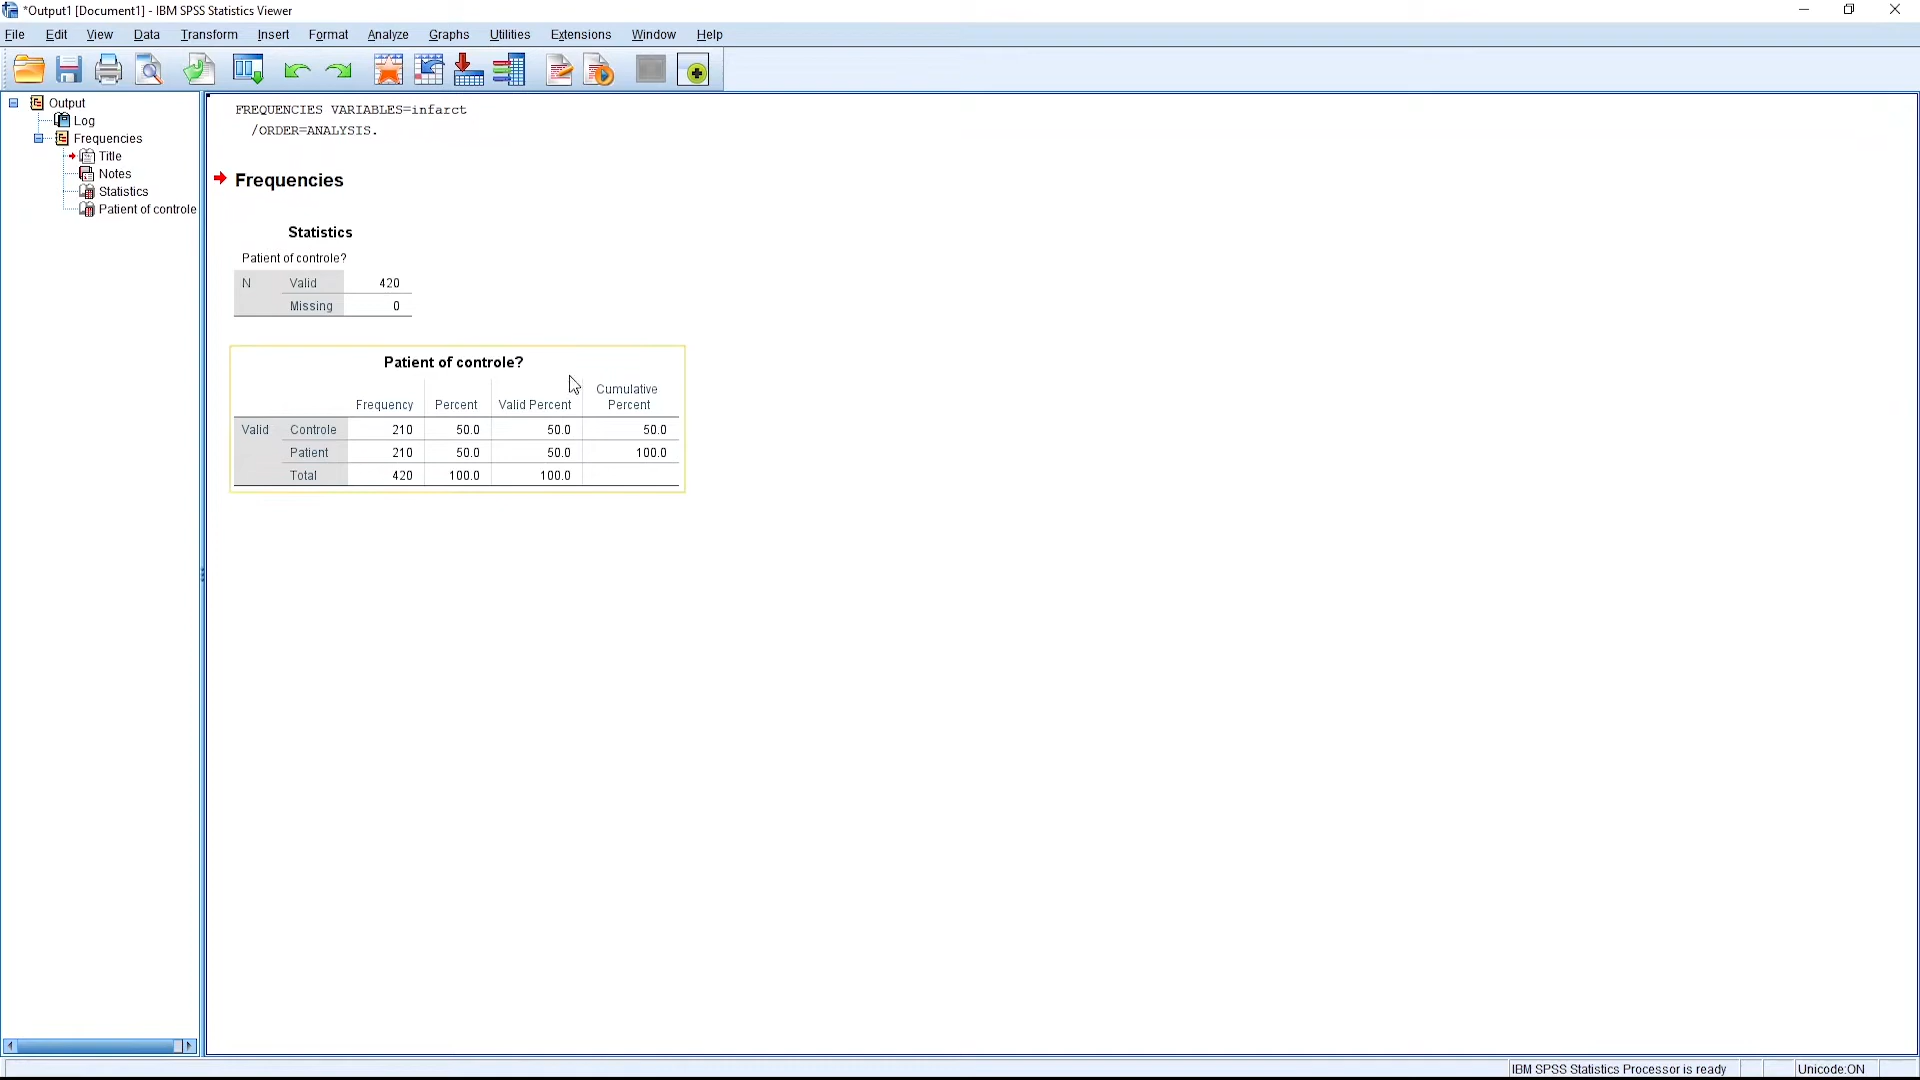 *Output1 [Document1] - IBM SPSS Statistics Viewer
File Edit View Data Transform Insert Format Analyze Graphs Utilities Extensions Window Help
Output
Log
Frequencies
Title
Notes
Statistics
Patient of controle
FREQUENCIES VARIABLES=infarct
/ORDER=ANALYSIS.
Frequencies
Statistics
Patient of controle?
N Valid 420
Missing 0
Patient of controle?
Frequency Percent Valid Percent Cumulative Percent
Valid Controle 210 50.0 50.0 50.0
Patient 210 50.0 50.0 100.0
Total 420 100.0 100.0
IBM SPSS Statistics Processor is ready Unicode:ON